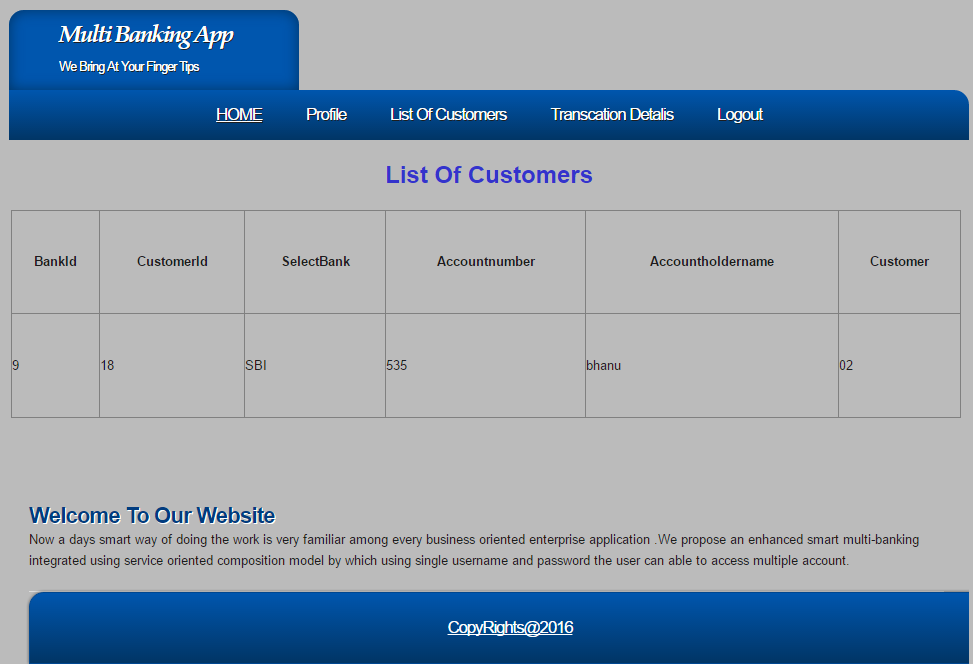 Multi Banking App
We Bring At Your Finger Tips
HOME Profile List Of Customers Transcation Detalis Logout
List Of Customers
BankId CustomerId SelectBank Accountnumber Accountholdername Customer
9 18 SBI 535 bhanu 02
Welcome To Our Website
Now a days smart way of doing the work is very familiar among every business oriented enterprise application .We propose an enhanced smart multi-banking
integrated using service oriented composition model by which using single username and password the user can able to access multiple account.
CopyRights@2016